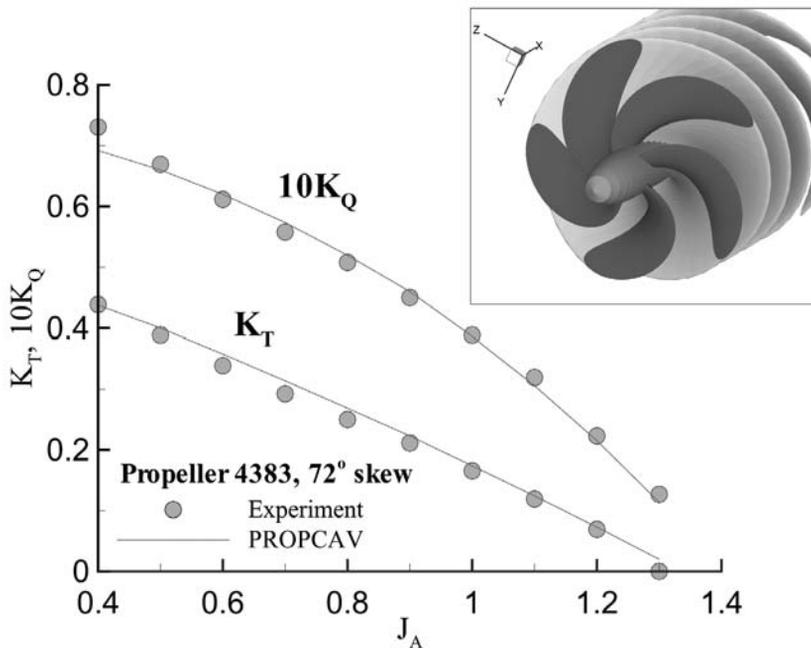 Z
X
Y
0.8
0.6
0.4
0.2
0
K_T, 10K_Q
10K_Q
K_T
Propeller 4383, 72° skew
Experiment
PROPCAV
0.4
0.6
0.8
1
1.2
1.4
J_A